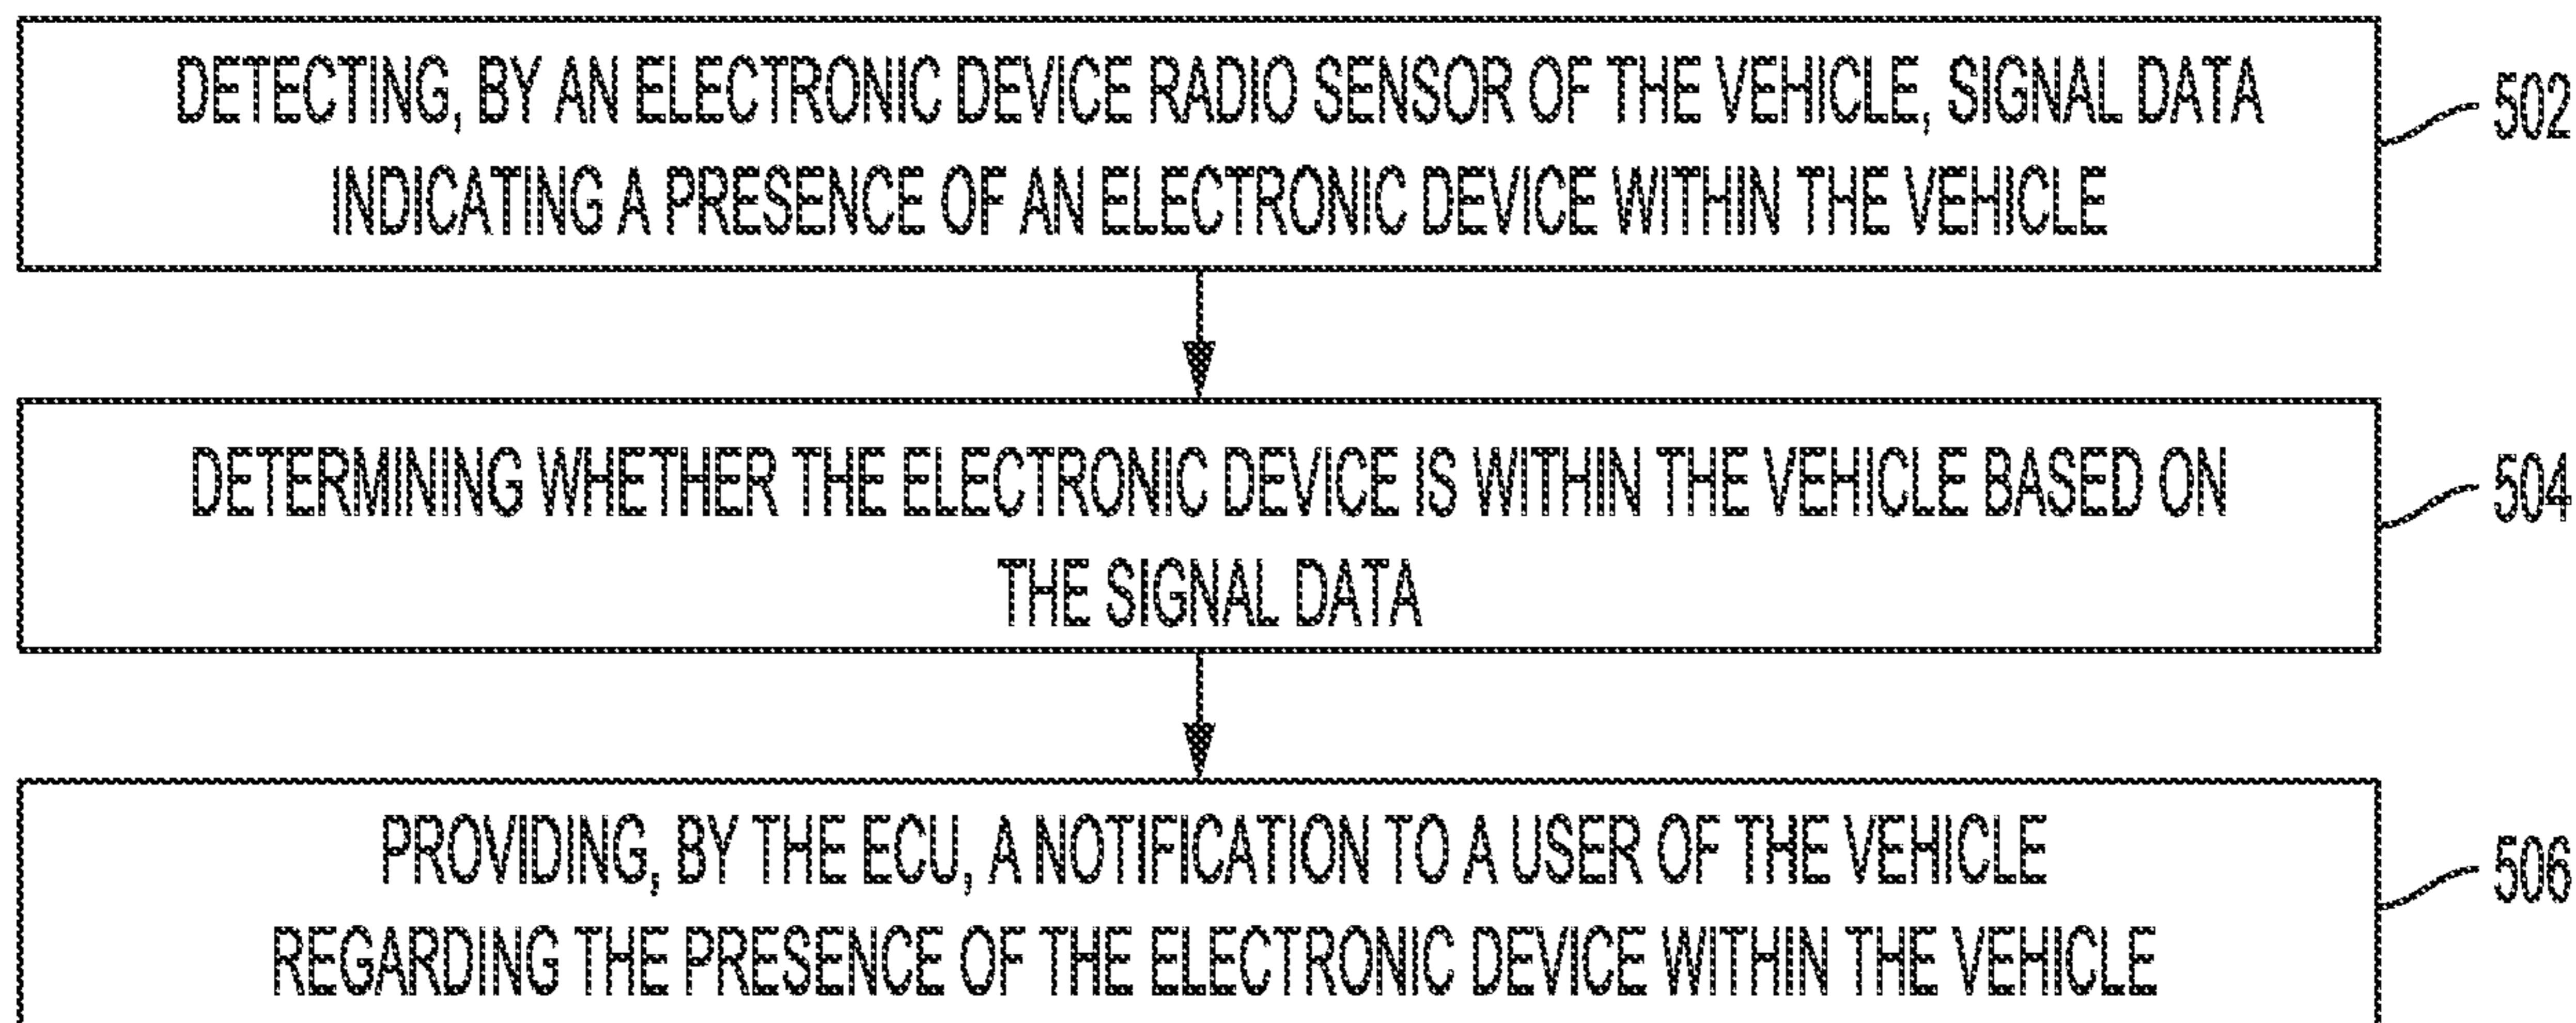 DETECTING, BY AN ELECTRONIC DEVICE RADIO SENSOR OF THE VEHICLE, SIGNAL DATA
INDICATING A PRESENCE OF AN ELECTRONIC DEVICE WITHIN THE VEHICLE
502
DETERMINING WHETHER THE ELECTRONIC DEVICE IS WITHIN THE VEHICLE BASED ON
THE SIGNAL DATA
504
PROVIDING, BY THE ECU, A NOTIFICATION TO A USER OF THE VEHICLE
REGARDING THE PRESENCE OF THE ELECTRONIC DEVICE WITHIN THE VEHICLE
506